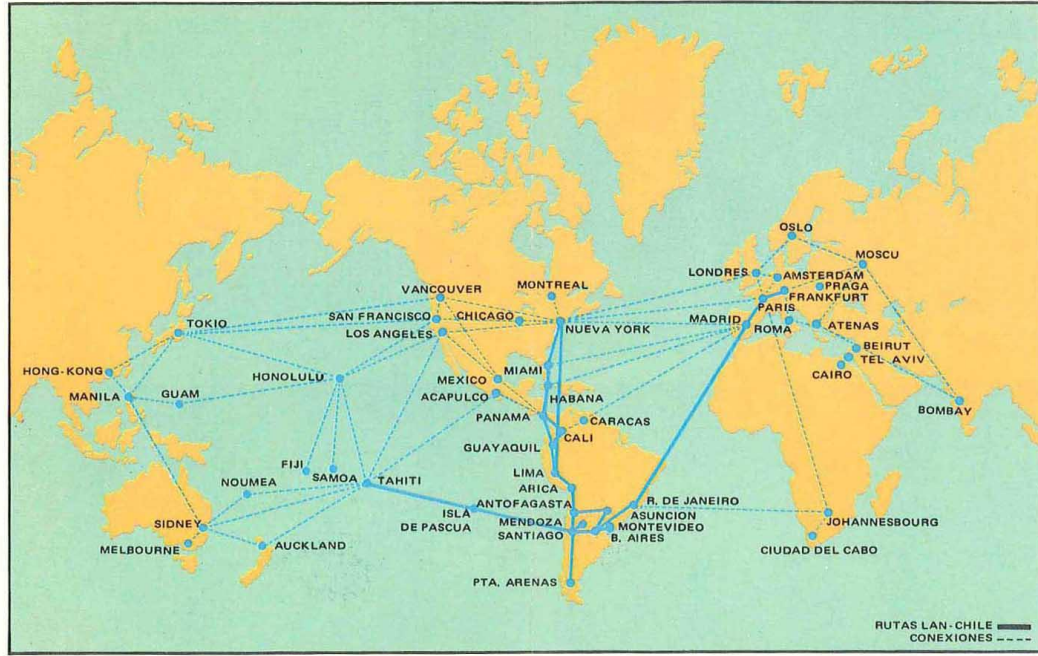 OSLO
MOSCU
LONDRES
AMSTERDAM
PRAGA
FRANKFURT
PARIS
VANCOUVER
MONTREAL
SAN FRANCISCO
CHICAGO
NUEVA YORK
MADRID
ROMA
ATENAS
TOKIO
LOS ANGELES
BEIRUT
TEL AVIV
CAIRO
HONG-KONG
HONOLULU
MIAMI
MEXICO
MANILA
GUAM
ACAPULCO
HABANA
BOMBAY
PANAMA
CARACAS
CALI
GUAYAQUIL
FIJI
SAMOA
LIMA
NOUMEA
TAHITI
ARICA
ANTOFAGASTA
R. DE JANEIRO
ISLA
DE PASCUA
ASUNCION
SIDNEY
MENDOZA
MONTEVIDEO
JOHANNESBOURG
SANTIAGO
B. AIRES
MELBOURNE
AUCKLAND
CIUDAD DEL CABO
PTA. ARENAS
RUTAS LAN-CHILE
CONEXIONES